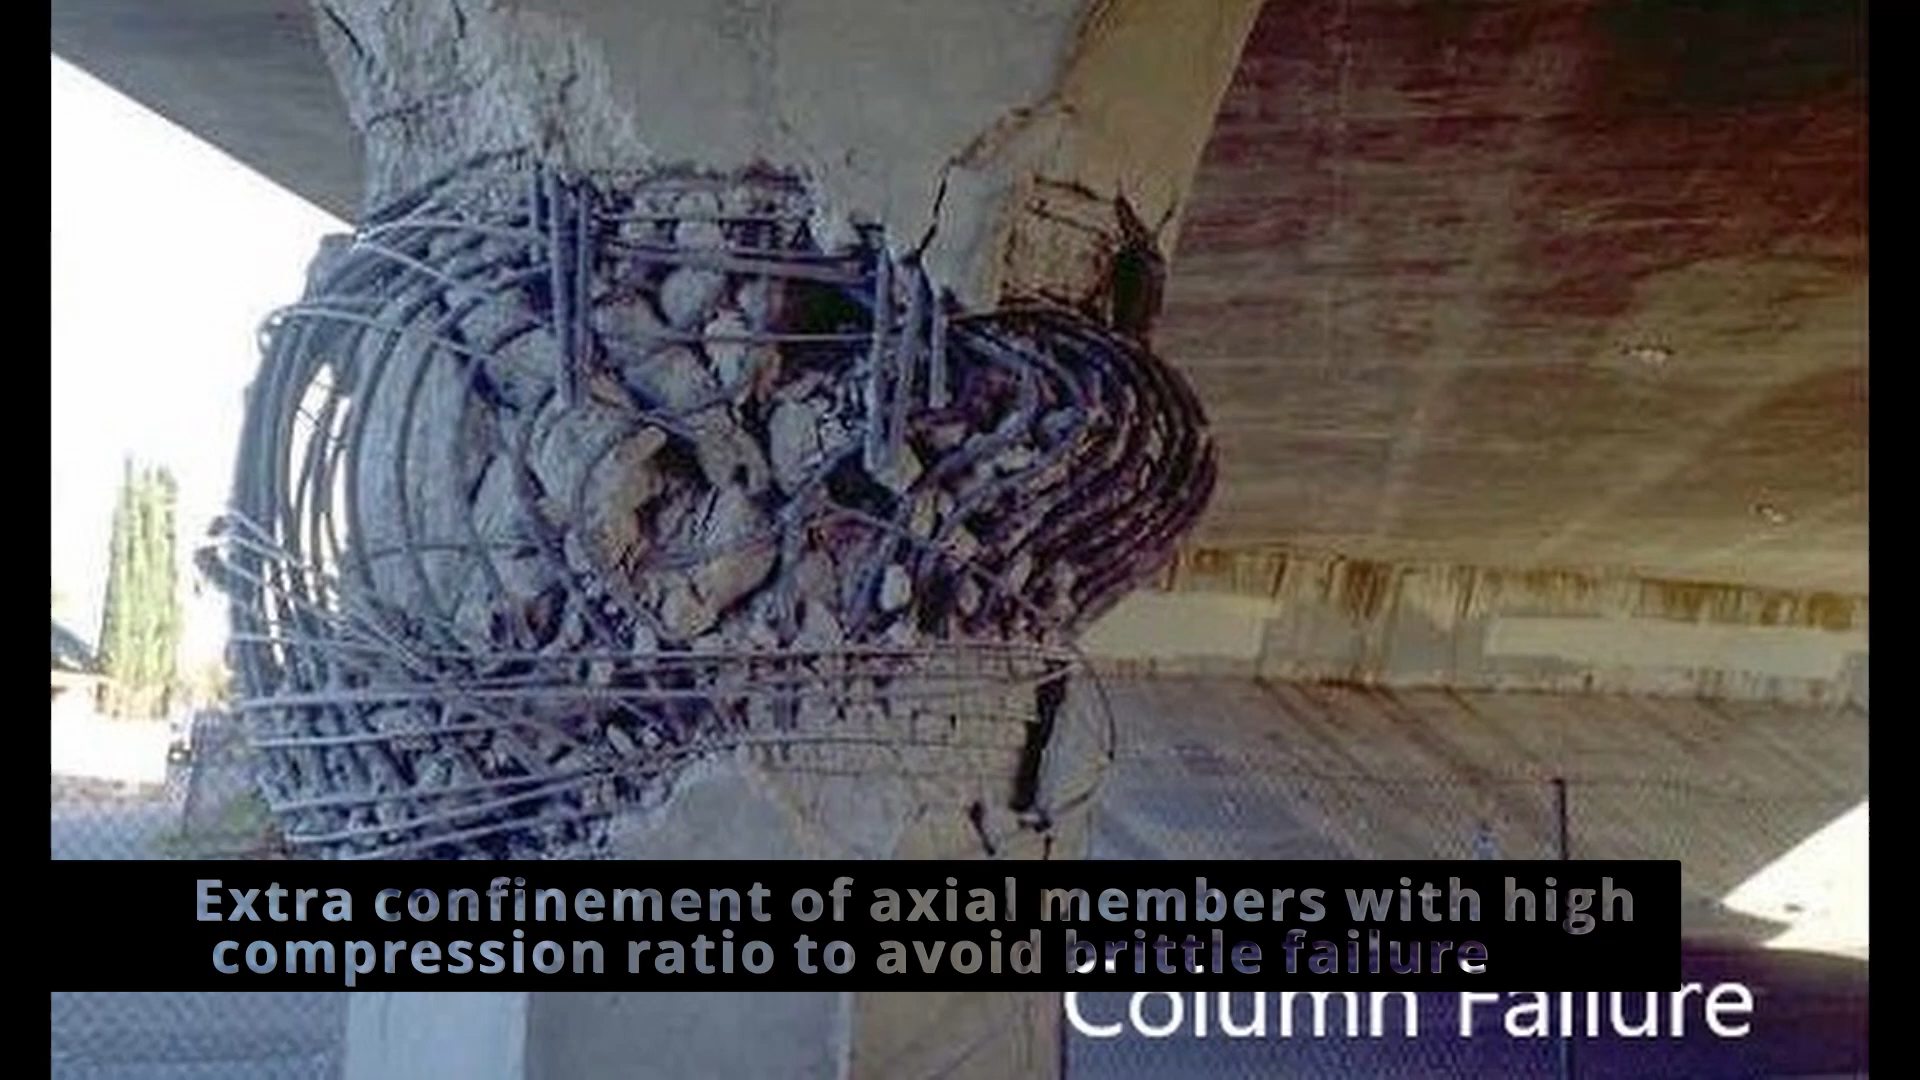 Extra confinement of axial members with high
compression ratio to avoid brittle failure
Column Failure